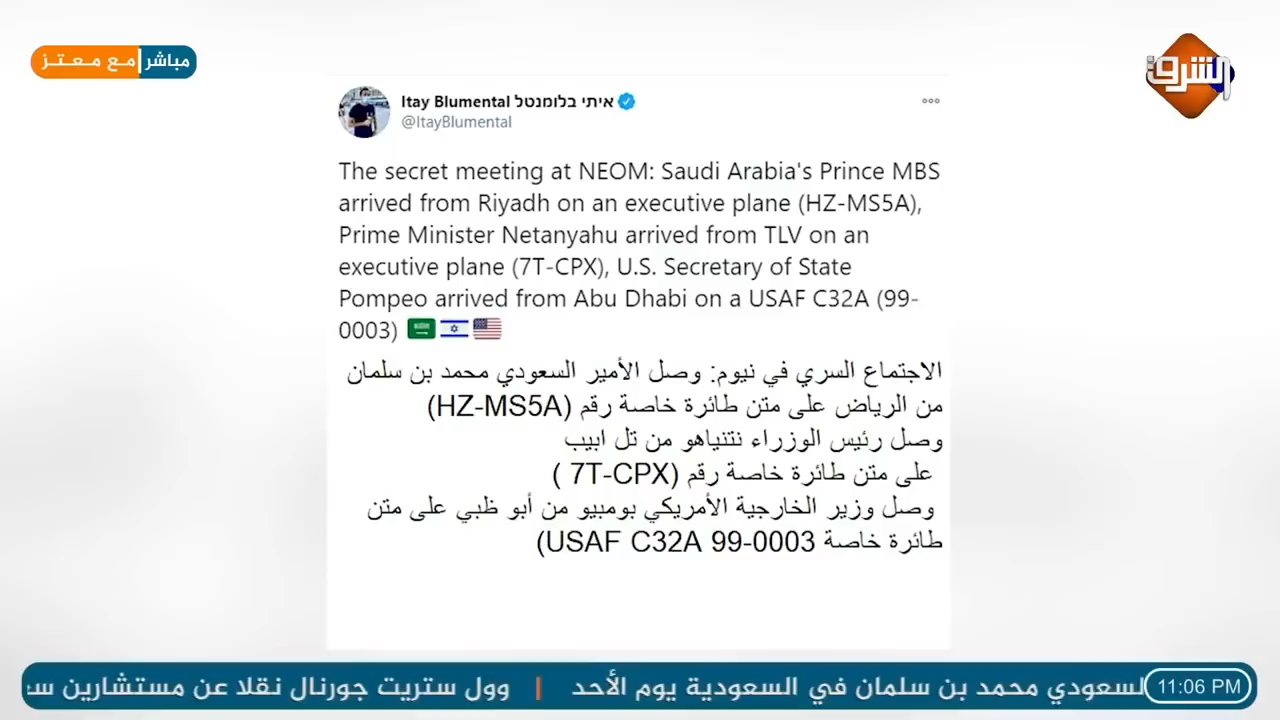 مباشر مع معتز
الشرق
Itay Blumental איתי בלומנטל
@ItayBlumental
The secret meeting at NEOM: Saudi Arabia's Prince MBS
arrived from Riyadh on an executive plane (HZ-MS5A),
Prime Minister Netanyahu arrived from TLV on an
executive plane (7T-CPX), U.S. Secretary of State
Pompeo arrived from Abu Dhabi on a USAF C32A (99-
0003)
الاجتماع السري في نيوم: وصل الأمير السعودي محمد بن سلمان
من الرياض على متن طائرة خاصة رقم (HZ-MS5A)
وصل رئيس الوزراء نتنياهو من تل ابيب
على متن طائرة خاصة رقم (7T-CPX )
وصل وزير الخارجية الأمريكي بومبيو من أبو ظبي على متن
طائرة خاصة USAF C32A 99-0003)
لسعودي محمد بن سلمان في السعودية يوم الأحد | وول ستريت جورنال نقلا عن مستشارين سع
11:06 PM